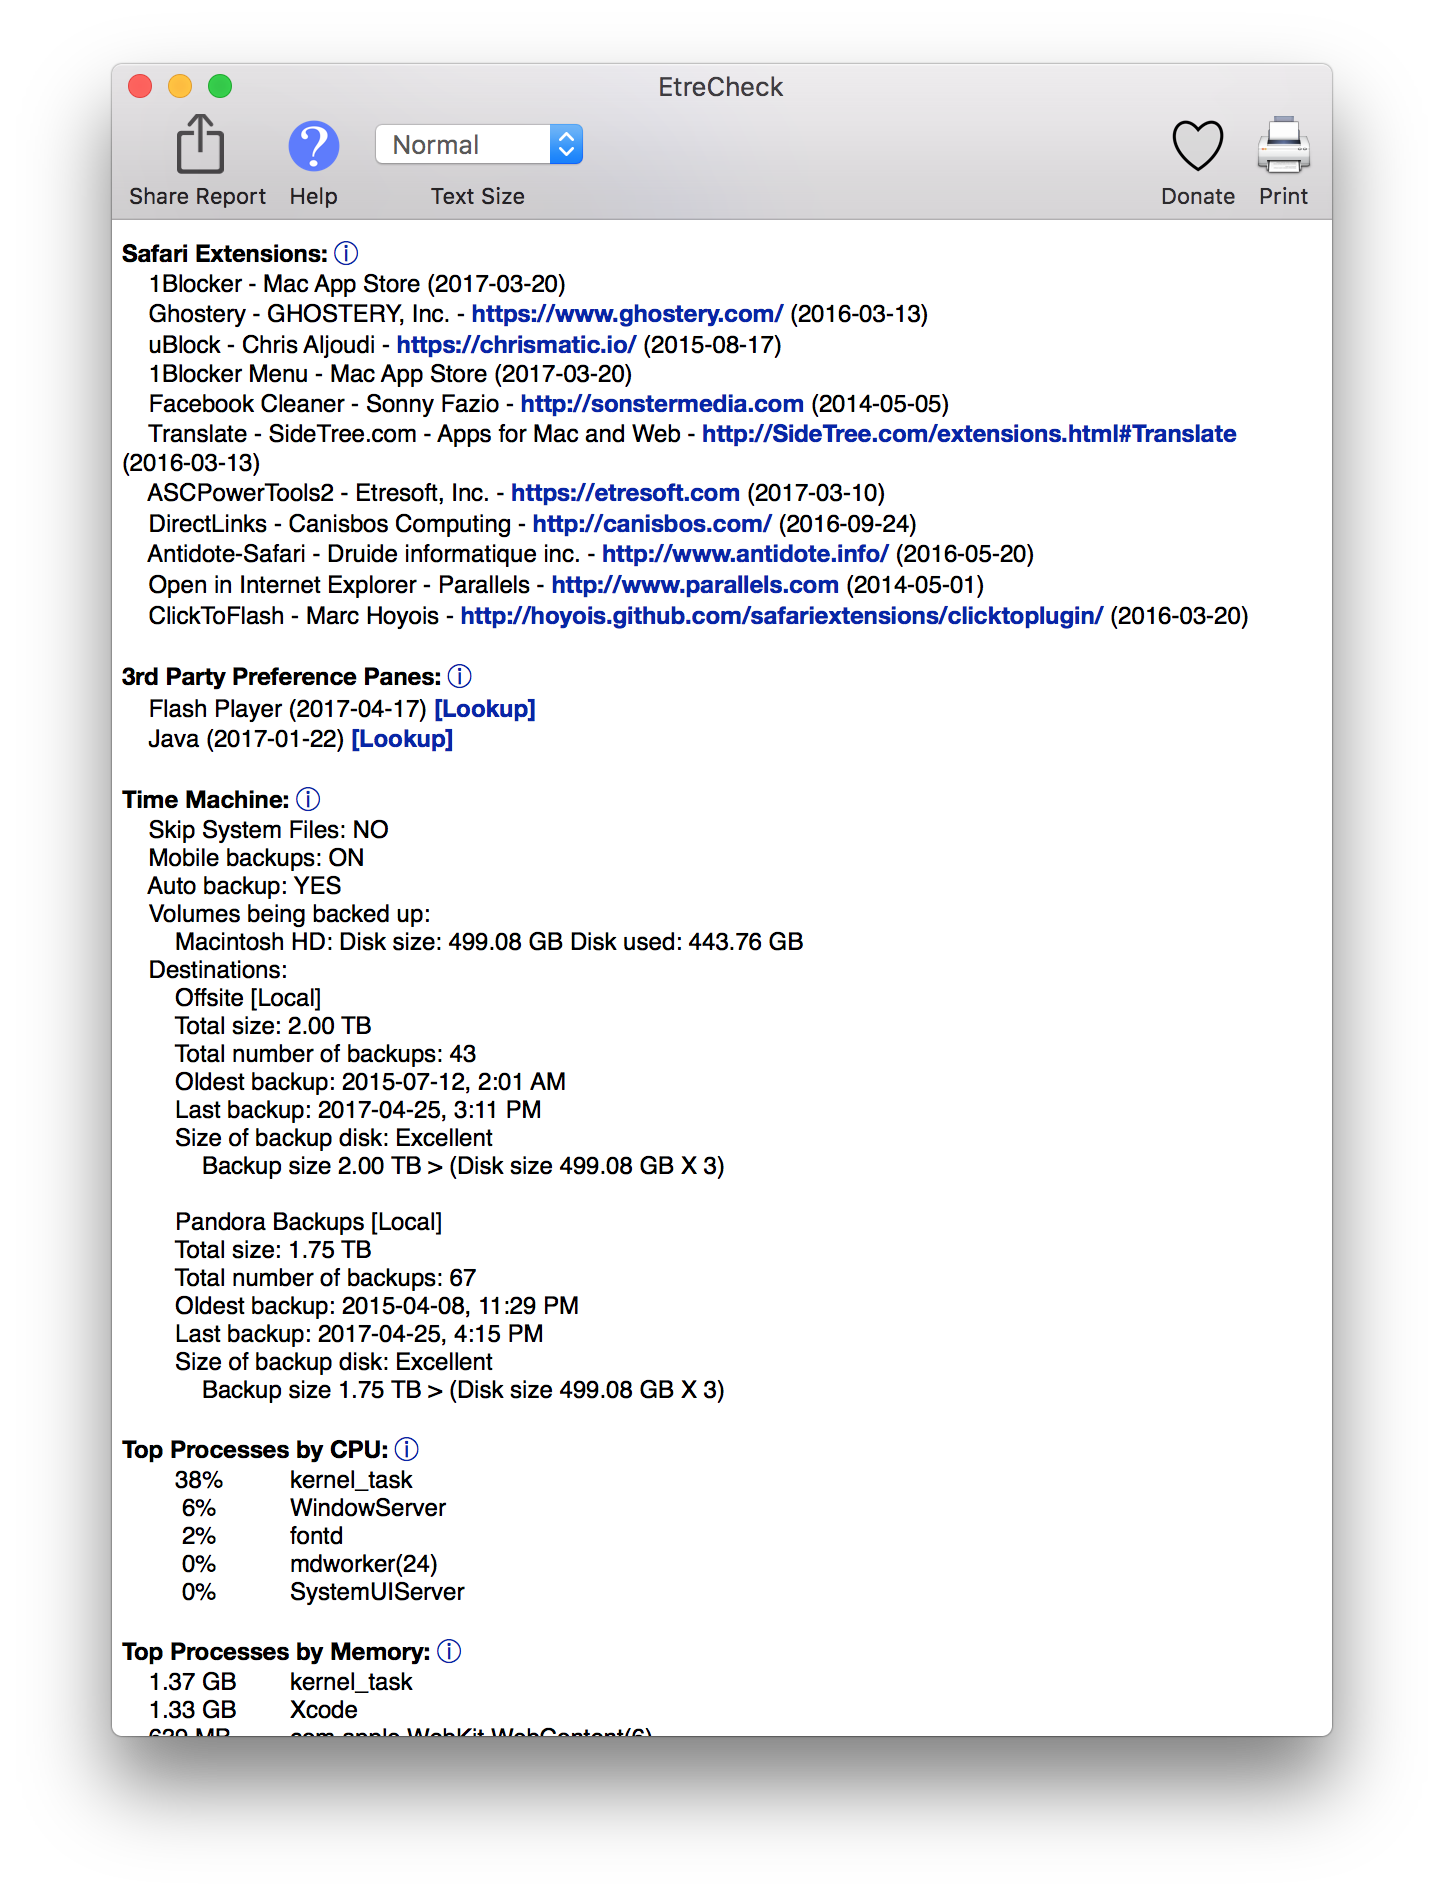 EtreCheck
Normal
Share Report
Help
Text Size
Donate
Print
Safari Extensions:
1Blocker - Mac App Store (2017-03-20)
Ghostery - GHOSTERY, Inc. - https://www.ghostery.com/ (2016-03-13)
uBlock - Chris Aljoudi - https://chrismatic.io/ (2015-08-17)
1Blocker Menu - Mac App Store (2017-03-20)
Facebook Cleaner - Sonny Fazio - http://sonstermedia.com (2014-05-05)
Translate - SideTree.com - Apps for Mac and Web - http://SideTree.com/extensions.html#Translate
(2016-03-13)
ASCPowerTools2 - Etresoft, Inc. - https://etresoft.com (2017-03-10)
DirectLinks - Canisbos Computing - http://canisbos.com/ (2016-09-24)
Antidote-Safari - Druide informatique inc. - http://www.antidote.info/ (2016-05-20)
Open in Internet Explorer - Parallels - http://www.parallels.com (2014-05-01)
ClickToFlash - Marc Hoyois - http://hoyois.github.com/safariextensions/clicktoplugin/ (2016-03-20)
3rd Party Preference Panes:
Flash Player (2017-04-17) [Lookup]
Java (2017-01-22) [Lookup]
Time Machine:
Skip System Files: NO
Mobile backups: ON
Auto backup: YES
Volumes being backed up:
Macintosh HD: Disk size: 499.08 GB Disk used: 443.76 GB
Destinations:
Offsite [Local]
Total size: 2.00 TB
Total number of backups: 43
Oldest backup: 2015-07-12, 2:01 AM
Last backup: 2017-04-25, 3:11 PM
Size of backup disk: Excellent
Backup size 2.00 TB > (Disk size 499.08 GB X 3)
Pandora Backups [Local]
Total size: 1.75 TB
Total number of backups: 67
Oldest backup: 2015-04-08, 11:29 PM
Last backup: 2017-04-25, 4:15 PM
Size of backup disk: Excellent
Backup size 1.75 TB > (Disk size 499.08 GB X 3)
Top Processes by CPU:
38% kernel_task
6% WindowServer
2% fontd
0% mdworker(24)
0% SystemUIServer
Top Processes by Memory:
1.37 GB kernel_task
1.33 GB Xcode
MB com.apple.WebKit.WebContent(6)